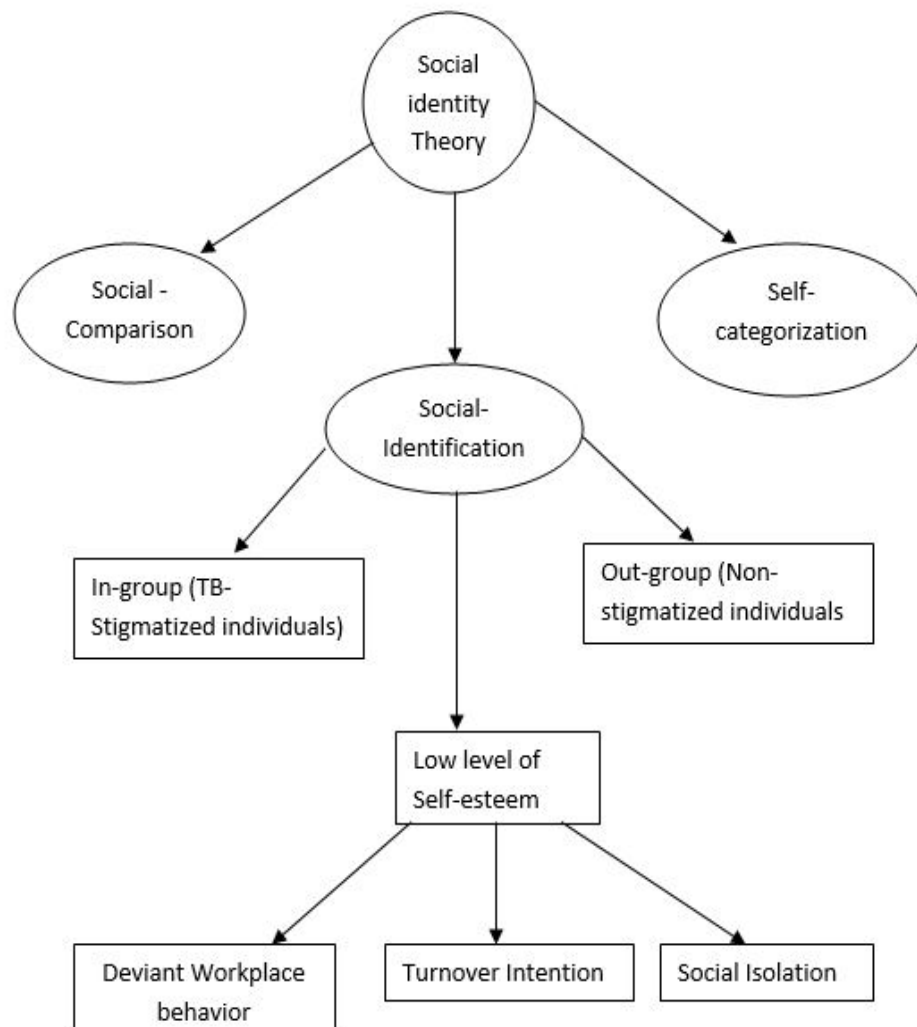 Social
identity
Theory
Social -
Comparison
Self-
categorization
Social-
Identification
In-group (TB-
Stigmatized individuals)
Out-group (Non-
stigmatized individuals
Low level of
Self-esteem
Deviant Workplace
behavior
Turnover Intention
Social Isolation